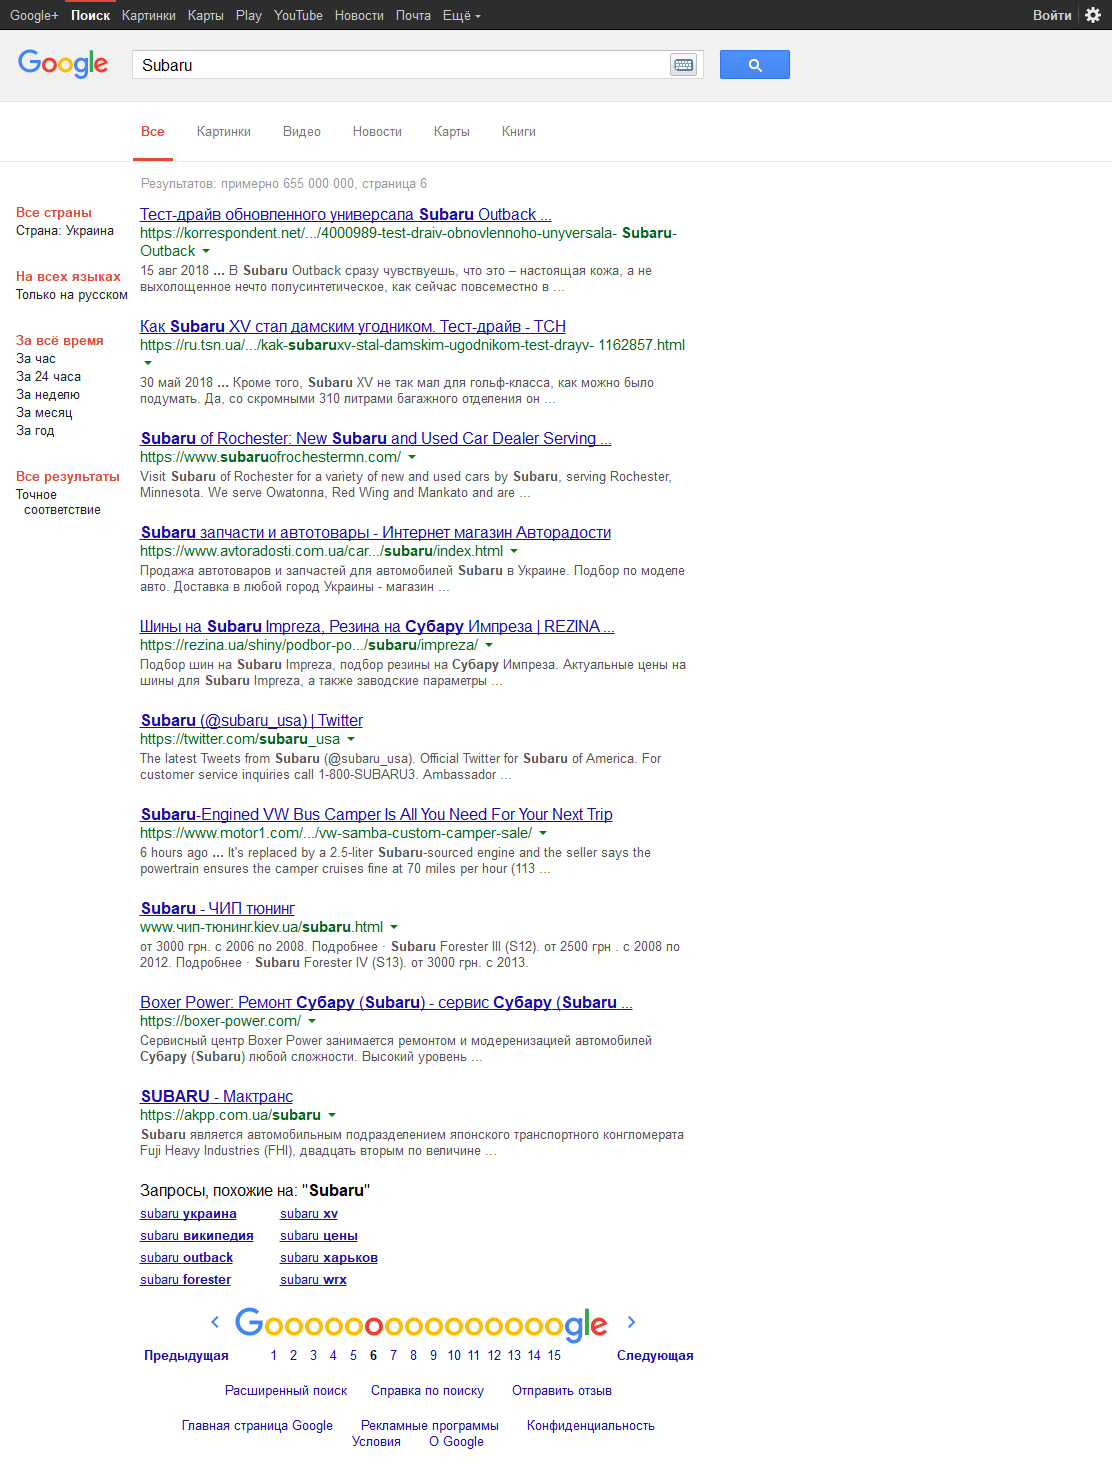 Google+ Поиск Картинки Карты Play YouTube Новости Почта Ещё Войти
Google Subaru
Все Картинки Видео Новости Карты Книги
Результатов: примерно 655 000 000, страница 6
Все страны
Страна: Украина
На всех языках
Только на русском
За всё время
За час
За 24 часа
За неделю
За месяц
За год
Все результаты
Точное
соответствие
Тест-драйв обновленного универсала Subaru Outback ...
https://korrespondent.net/.../4000989-test-draiv-obnovlennoho-unyversala- Subaru-
Outback
15 авг 2018 ... В Subaru Outback сразу чувствуешь, что это – настоящая кожа, а не
выхолощенное нечто полусинтетическое, как сейчас повсеместно в ...
Как Subaru XV стал дамским угодником. Тест-драйв - ТСН
https://ru.tsn.ua/.../kak-subaruxv-stal-damskim-ugodnikom-test-drayv- 1162857.html
30 май 2018 ... Кроме того, Subaru XV не так мал для гольф-класса, как можно было
подумать. Да, со скромными 310 литрами багажного отделения он ...
Subaru of Rochester: New Subaru and Used Car Dealer Serving ...
https://www.subaruofrochestermn.com/
Visit Subaru of Rochester for a variety of new and used cars by Subaru, serving Rochester,
Minnesota. We serve Owatonna, Red Wing and Mankato and are ...
Subaru запчасти и автотовары - Интернет магазин Авторадости
https://www.avtoradosti.com.ua/car.../subaru/index.html
Продажа автотоваров и запчастей для автомобилей Subaru в Украине. Подбор по моделе
авто. Доставка в любой город Украины - магазин ...
Шины на Subaru Impreza, Резина на Субару Импреза | REZINA ...
https://rezina.ua/shiny/podbor-po.../subaru/impreza/
Подбор шин на Subaru Impreza, подбор резины на Субару Импреза. Актуальные цены на
шины для Subaru Impreza, а также заводские параметры ...
Subaru (@subaru_usa) | Twitter
https://twitter.com/subaru_usa
The latest Tweets from Subaru (@subaru_usa). Official Twitter for Subaru of America. For
customer service inquiries call 1-800-SUBARU3. Ambassador ...
Subaru-Engined VW Bus Camper Is All You Need For Your Next Trip
https://www.motor1.com/.../vw-samba-custom-camper-sale/
6 hours ago ... It's replaced by a 2.5-liter Subaru-sourced engine and the seller says the
powertrain ensures the camper cruises fine at 70 miles per hour (113 ...
Subaru - ЧИП тюнинг
www.чип-тюнинг.kiev.ua/subaru.html
от 3000 грн. с 2006 по 2008. Подробнее · Subaru Forester III (S12). от 2500 грн . с 2008 по
2012. Подробнее · Subaru Forester IV (S13). от 3000 грн. с 2013.
Boxer Power: Ремонт Субару (Subaru) - сервис Субару (Subaru ...
https://boxer-power.com/
Сервисный центр Boxer Power занимается ремонтом и модеренизацией автомобилей
Субару (Subaru) любой сложности. Высокий уровень ...
SUBARU - Мактранс
https://akpp.com.ua/subaru
Subaru является автомобильным подразделением японского транспортного конгломерата
Fuji Heavy Industries (FHI), двадцать вторым по величине ...
Запросы, похожие на: "Subaru"
subaru украина subaru xv
subaru википедия subaru цены
subaru outback subaru харьков
subaru forester subaru wrx
Goooooooooooooooogle
Предыдущая 1 2 3 4 5 6 7 8 9 10 11 12 13 14 15 Следующая
Расширенный поиск Справка по поиску Отправить отзыв
Главная страница Google Рекламные программы Конфиденциальность
Условия О Google